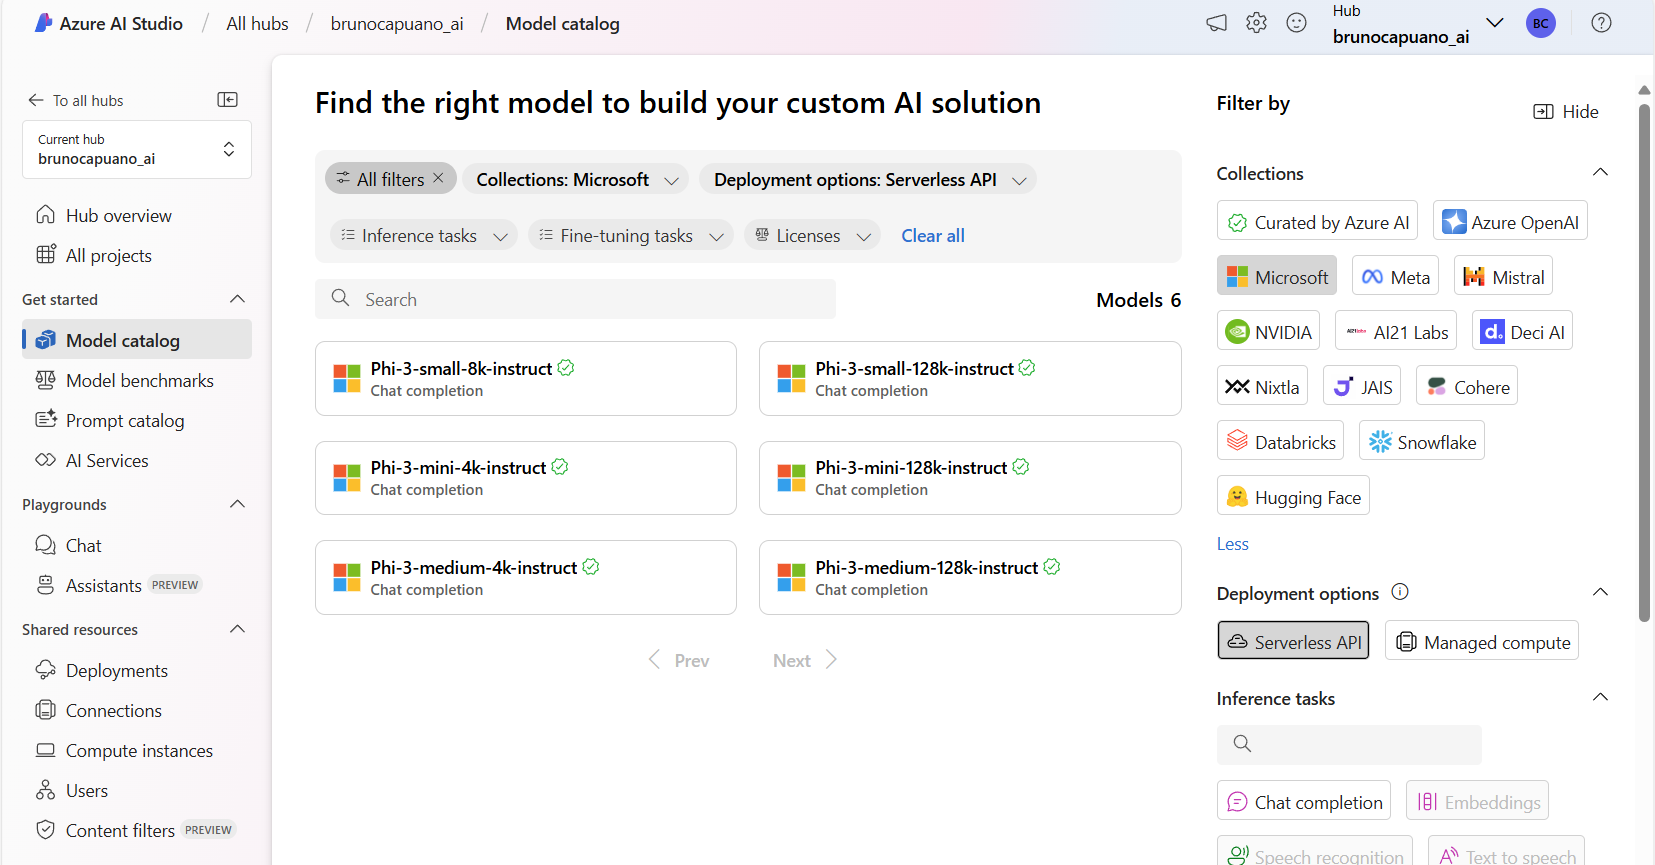 Azure AI Studio / All hubs / brunocapuano_ai / Model catalog
Hub
brunocapuano_ai
BC
To all hubs
Current hub
brunocapuano_ai
Hub overview
All projects
Get started
Model catalog
Model benchmarks
Prompt catalog
AI Services
Playgrounds
Chat
Assistants PREVIEW
Shared resources
Deployments
Connections
Compute instances
Users
Content filters PREVIEW
Find the right model to build your custom AI solution
All filters
Collections: Microsoft
Deployment options: Serverless API
Inference tasks
Fine-tuning tasks
Licenses
Clear all
Search
Models 6
Phi-3-small-8k-instruct
Chat completion
Phi-3-small-128k-instruct
Chat completion
Phi-3-mini-4k-instruct
Chat completion
Phi-3-mini-128k-instruct
Chat completion
Phi-3-medium-4k-instruct
Chat completion
Phi-3-medium-128k-instruct
Chat completion
Prev
Next
Filter by
Hide
Collections
Curated by Azure AI
Azure OpenAI
Microsoft
Meta
Mistral
NVIDIA
AI21 Labs
Deci AI
Nixtla
JAIS
Cohere
Databricks
Snowflake
Hugging Face
Less
Deployment options
Serverless API
Managed compute
Inference tasks
Chat completion
Embeddings
Speech recognition
Text to speech